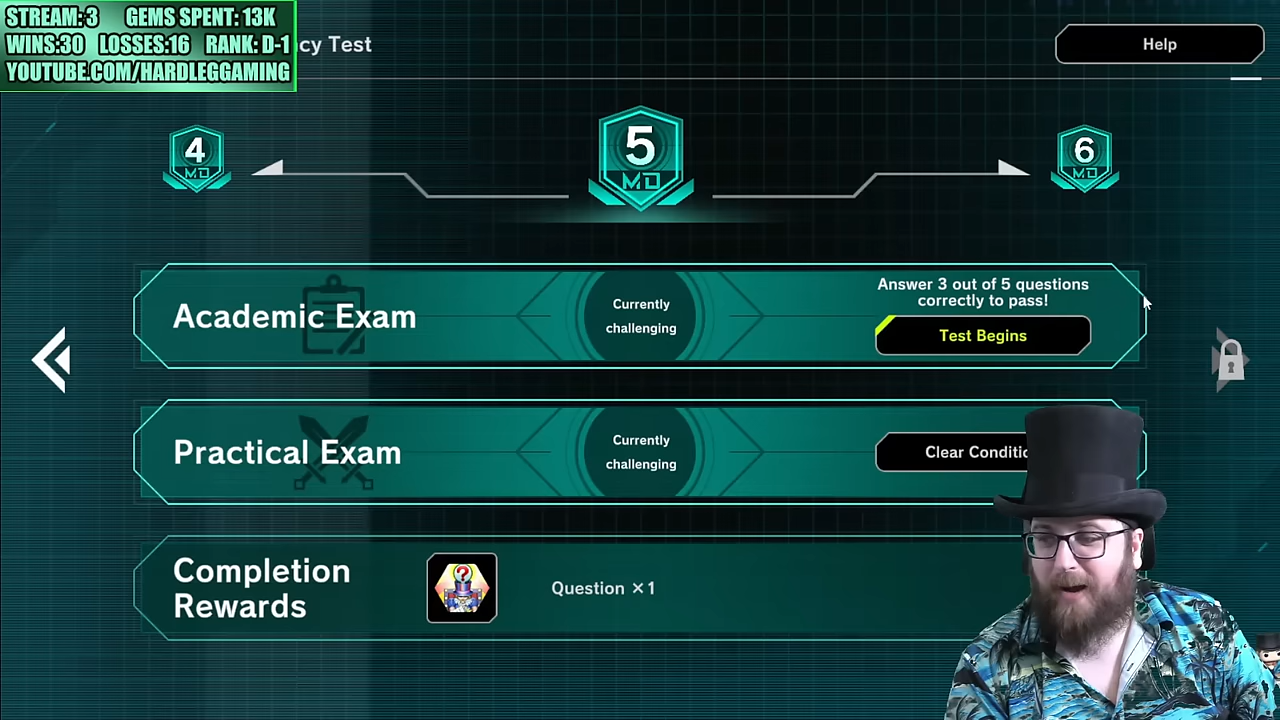 STREAM: 3 GEMS SPENT: 13K
WINS:30 LOSSES:16 RANK: D-1
YOUTUBE.COM/HARDLEGGAMING
cy Test
Help
4
MD
5
MD
6
MD
Academic Exam
Currently
challenging
Answer 3 out of 5 questions
correctly to pass!
Test Begins
Practical Exam
Currently
challenging
Clear Conditio
Completion
Rewards
?
Question ×1